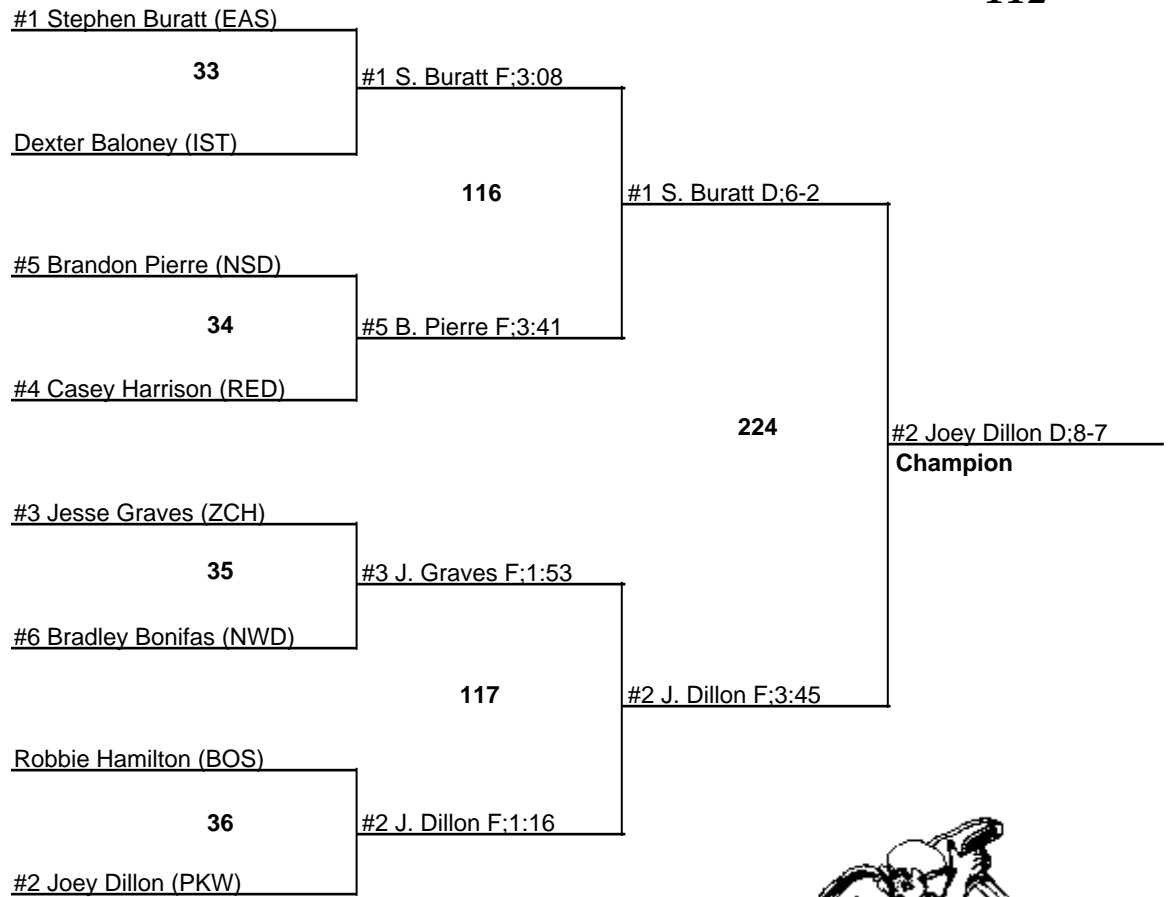 #1 Stephen Buratt (EAS)
33
#1 S. Buratt F;3:08
Dexter Baloney (IST)
116
#1 S. Buratt D;6-2
#5 Brandon Pierre (NSD)
34
#5 B. Pierre F;3:41
#4 Casey Harrison (RED)
224
#2 Joey Dillon D;8-7
Champion
#3 Jesse Graves (ZCH)
35
#3 J. Graves F;1:53
#6 Bradley Bonifas (NWD)
117
#2 J. Dillon F;3:45
Robbie Hamilton (BOS)
36
#2 J. Dillon F;1:16
#2 Joey Dillon (PKW)